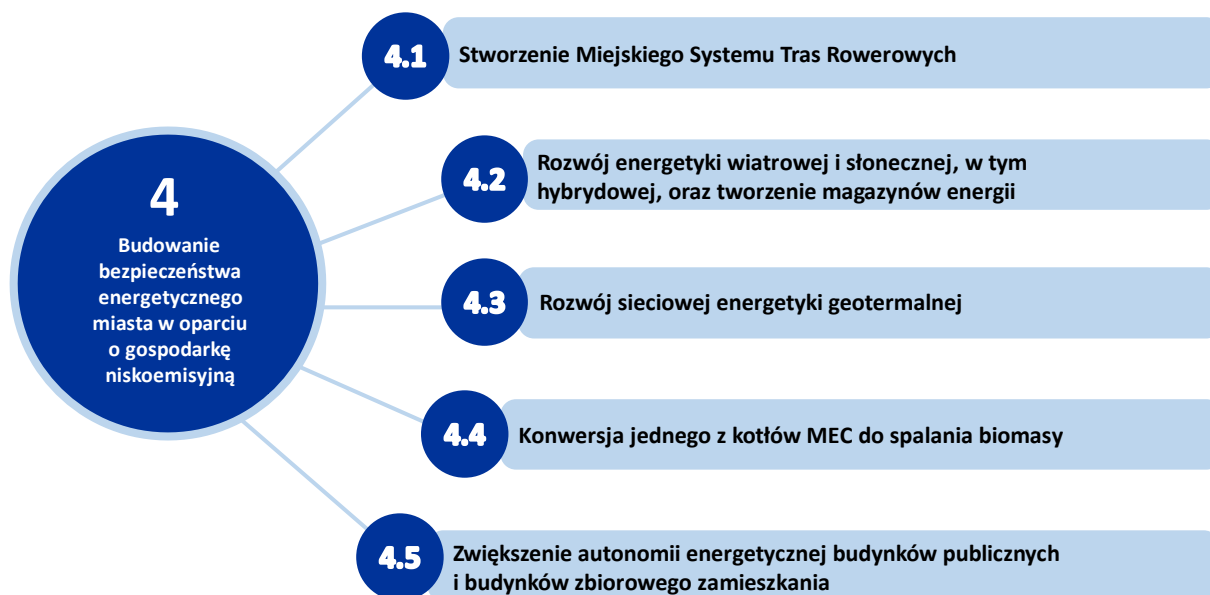 4
Budowanie
bezpieczeństwa
energetycznego
miasta w oparciu
o gospodarkę
niskoemisyjną
4.1
Stworzenie Miejskiego Systemu Tras Rowerowych
4.2
Rozwój energetyki wiatrowej i słonecznej, w tym
hybrydowej, oraz tworzenie magazynów energii
4.3
Rozwój sieciowej energetyki geotermalnej
4.4
Konwersja jednego z kotłów MEC do spalania biomasy
4.5
Zwiększenie autonomii energetycznej budynków publicznych
i budynków zbiorowego zamieszkania